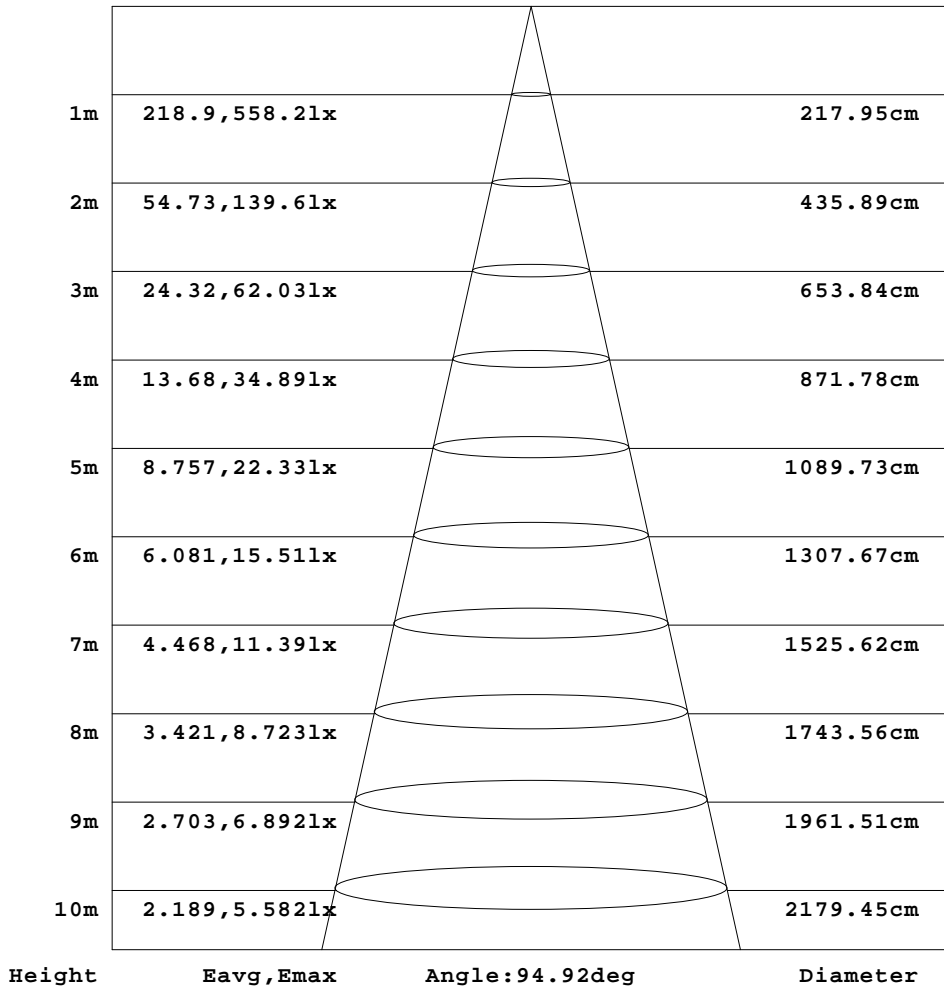 1m 218.9,558.2lx 217.95cm
2m 54.73,139.6lx 435.89cm
3m 24.32,62.03lx 653.84cm
4m 13.68,34.89lx 871.78cm
5m 8.757,22.33lx 1089.73cm
6m 6.081,15.51lx 1307.67cm
7m 4.468,11.39lx 1525.62cm
8m 3.421,8.723lx 1743.56cm
9m 2.703,6.892lx 1961.51cm
10m 2.189,5.582lx 2179.45cm
Height Eavg,Emax Angle:94.92deg Diameter